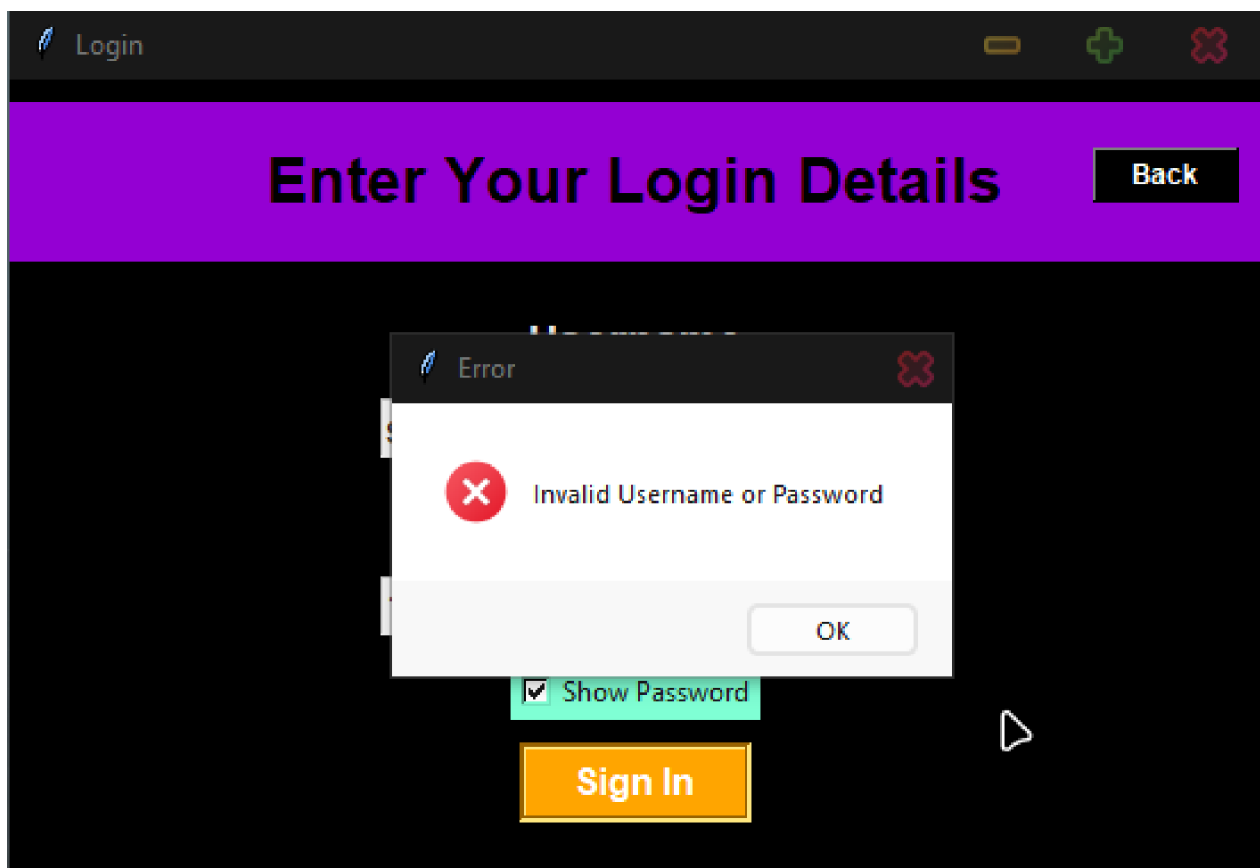 Login
Enter Your Login Details
Back
Error
Invalid Username or Password
OK
Show Password
Sign In